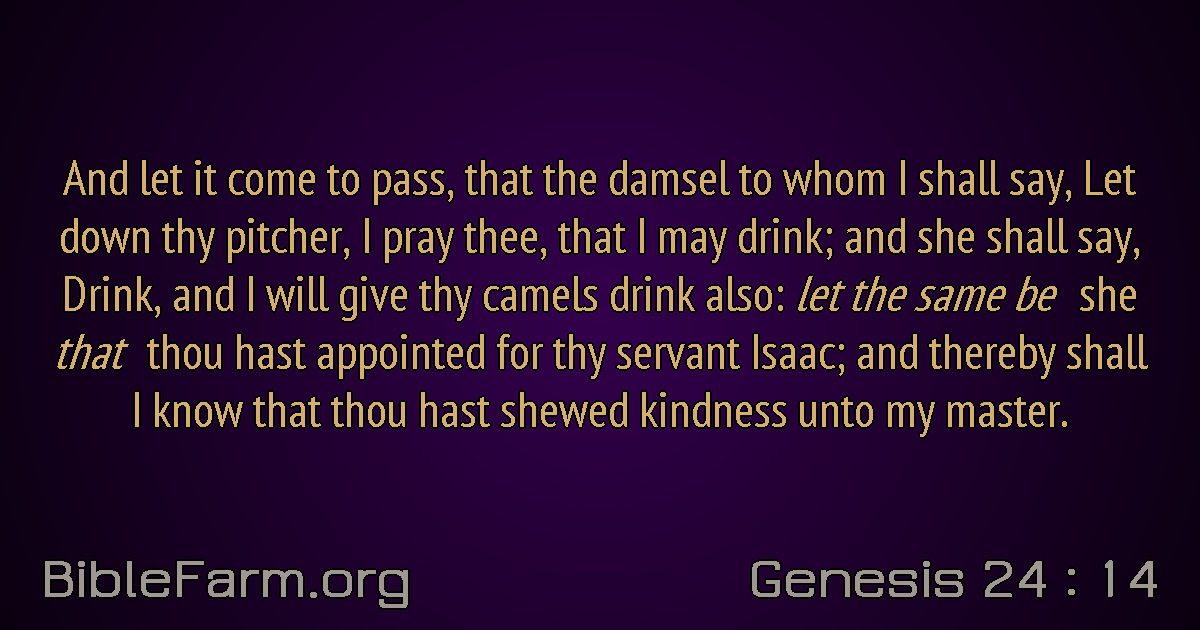 And let it come to pass, that the damsel to whom I shall say, Let
down thy pitcher, I pray thee, that I may drink; and she shall say,
Drink, and I will give thy camels drink also: let the same be she
that thou hast appointed for thy servant Isaac; and thereby shall
I know that thou hast shewed kindness unto my master.
BibleFarm.org
Genesis 24 : 14